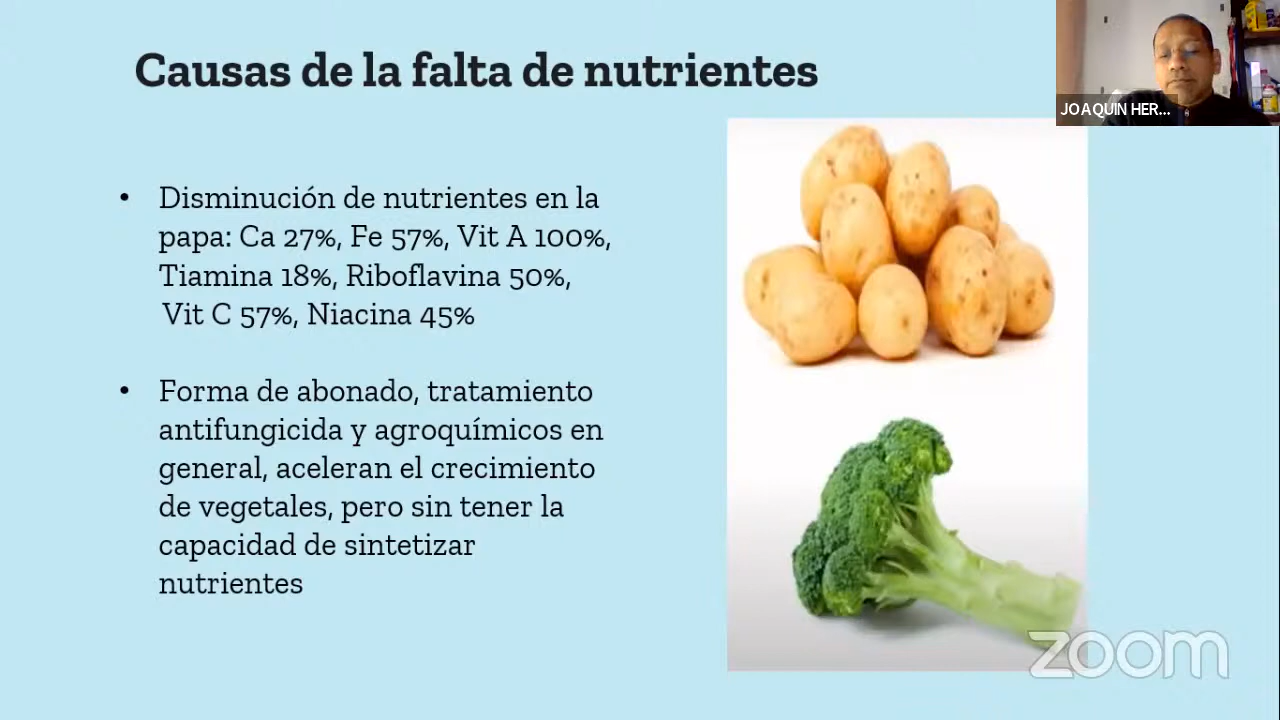 Causas de la falta de nutrientes
JOAQUIN HER...
• Disminución de nutrientes en la
papa: Ca 27%, Fe 57%, Vit A 100%,
Tiamina 18%, Riboflavina 50%,
Vit C 57%, Niacina 45%
• Forma de abonado, tratamiento
antifungicida y agroquímicos en
general, aceleran el crecimiento
de vegetales, pero sin tener la
capacidad de sintetizar
nutrientes
zoom